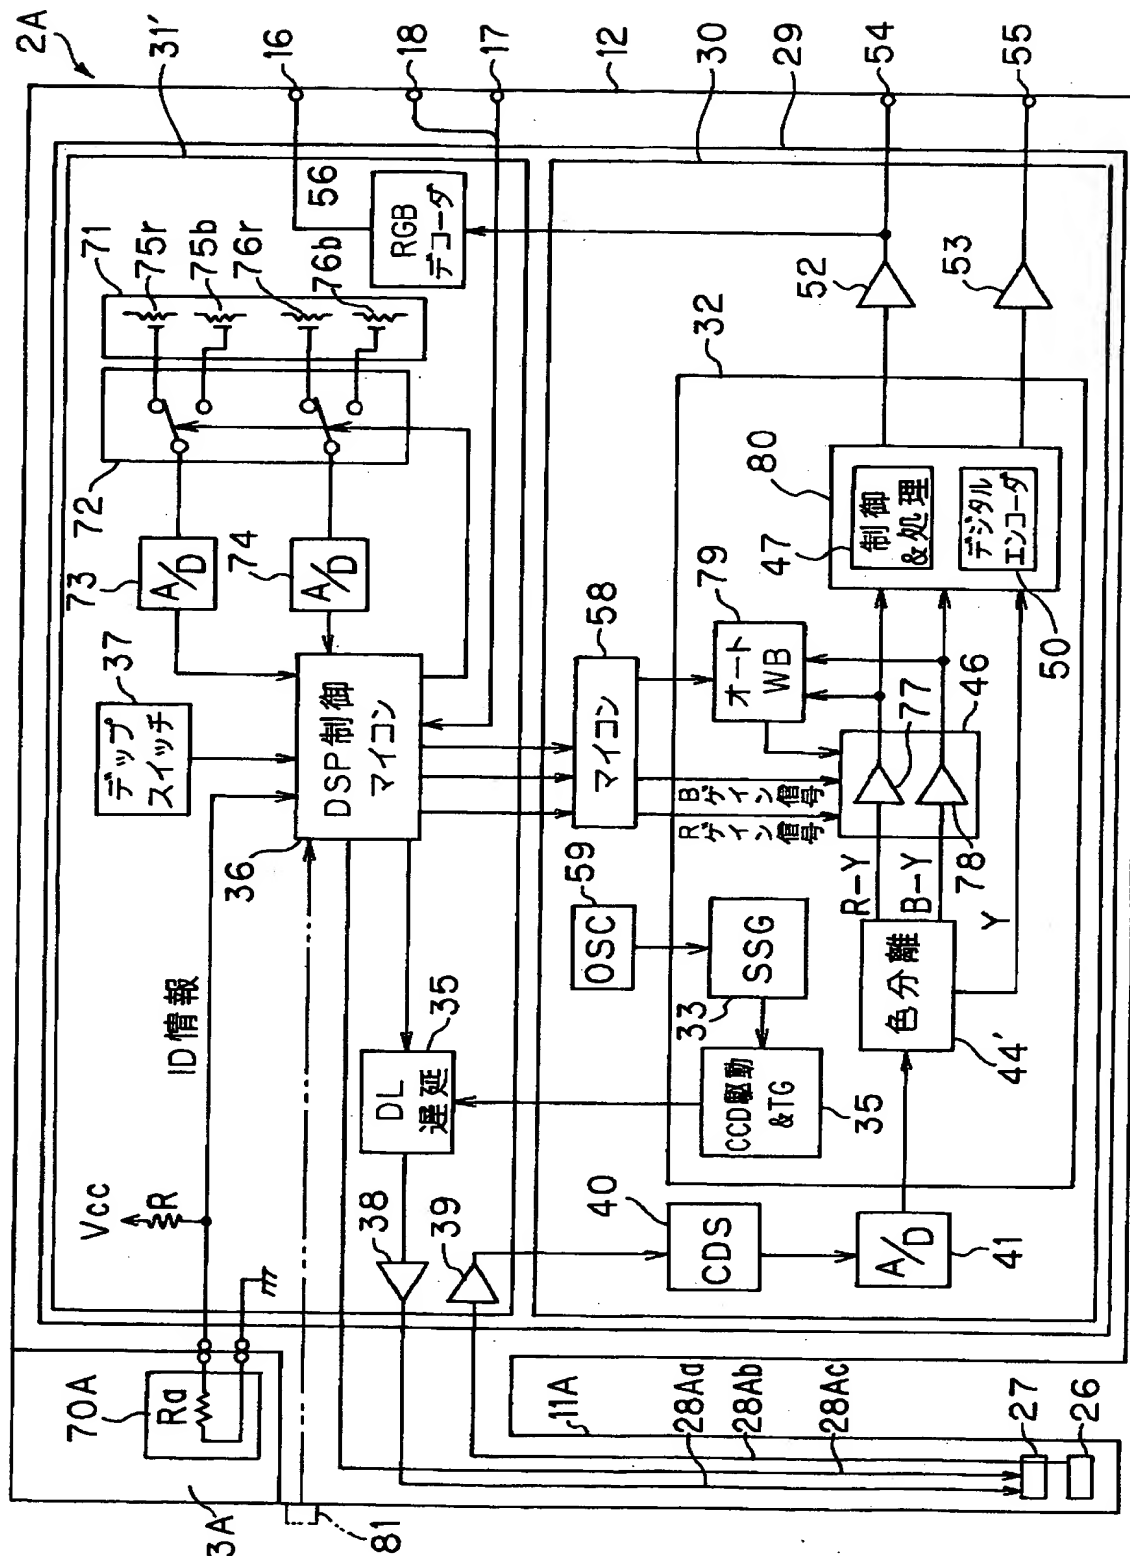 2A
31'
16
18
17
12
54
55
30
29
56
RGB
デコーダ
71
75r
75b
76r
76b
52
53
32
72
73
A/D
74
A/D
80
47
制御
&処理
デジタル
エンコーダ
50
79
オート
WB
58
マイコン
37
デップ
スイッチ
DSP制御
マイコン
36
Bゲイン信号
Rゲイン信号
46
77
78
R-Y
B-Y
Y
59
OSC
SSG
33
色分離
44'
ID情報
35
DL
遅延
CCD駆動
&TG
35
Vcc
R
38
39
40
CDS
A/D
41
70A
Ra
3A
81
11A
28Aa
28Ab
28Ac
27
26